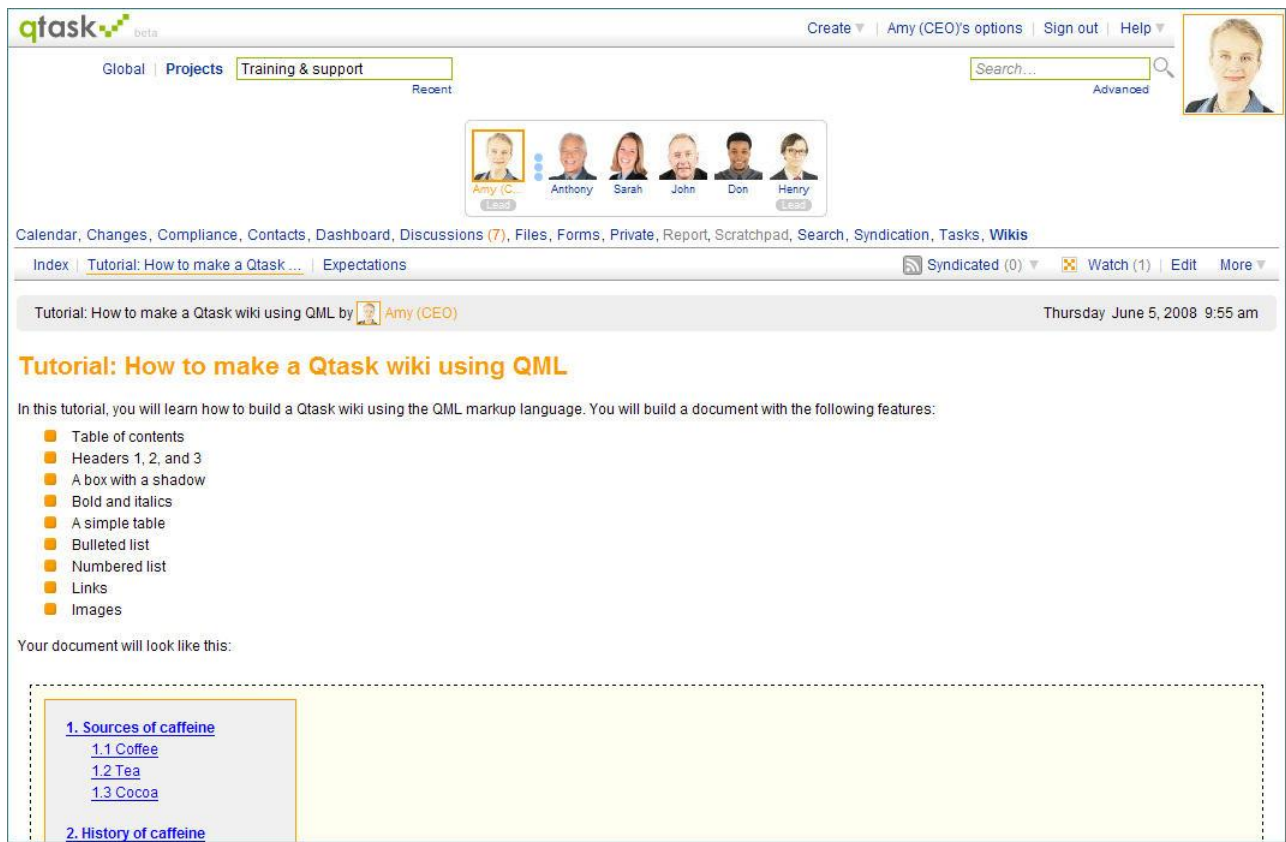 qtask beta
Create | Amy (CEO)'s options | Sign out | Help
Global | Projects Training & support
Search...
Recent
Advanced
Amy (C... Anthony Sarah John Don Henry
Lead Lead
Calendar, Changes, Compliance, Contacts, Dashboard, Discussions (7), Files, Forms, Private, Report, Scratchpad, Search, Syndication, Tasks, Wikis
Index | Tutorial: How to make a Qtask ... | Expectations
Syndicated (0) Watch (1) | Edit More
Tutorial: How to make a Qtask wiki using QML by Amy (CEO)
Thursday June 5, 2008 9:55 am
Tutorial: How to make a Qtask wiki using QML
In this tutorial, you will learn how to build a Qtask wiki using the QML markup language. You will build a document with the following features:
Table of contents
Headers 1, 2, and 3
A box with a shadow
Bold and italics
A simple table
Bulleted list
Numbered list
Links
Images
Your document will look like this:
1. Sources of caffeine
1.1 Coffee
1.2 Tea
1.3 Cocoa
2. History of caffeine